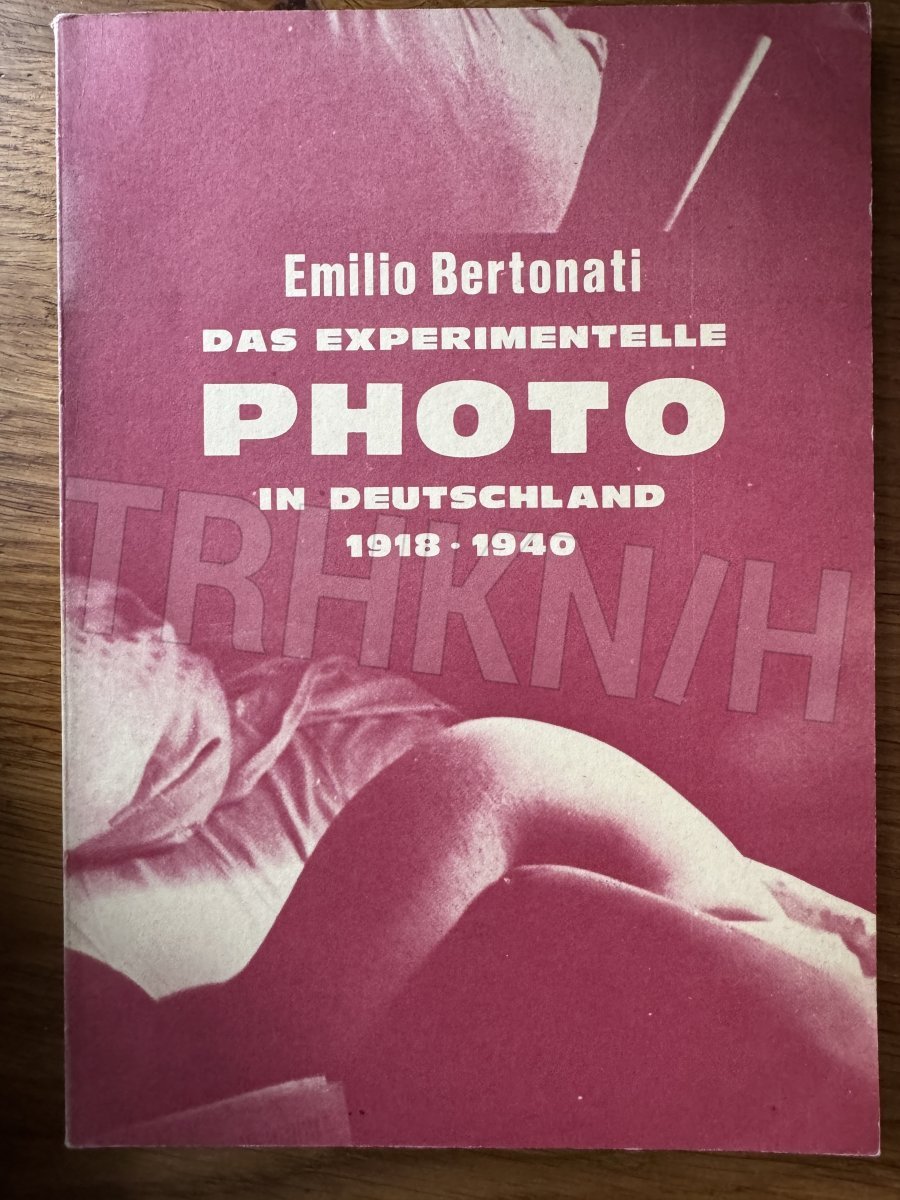 Emilio Bertonati
DAS EXPERIMENTELLE
PHOTO
IN DEUTSCHLAND
1918 · 1940
TRHKN/H